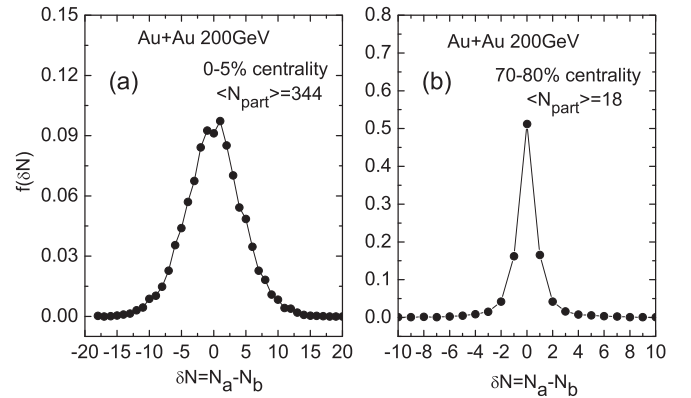 Au+Au 200GeV
(a)
0-5% centrality
<N_part>=344
f(δN)
0.15
0.12
0.09
0.06
0.03
0.00
-20 -15 -10 -5 0 5 10 15 20
δN=N_a-N_b
Au+Au 200GeV
70-80% centrality
(b)
<N_part>=18
0.8
0.7
0.6
0.5
0.4
0.3
0.2
0.1
0.0
-10 -8 -6 -4 -2 0 2 4 6 8 10
δN=N_a-N_b